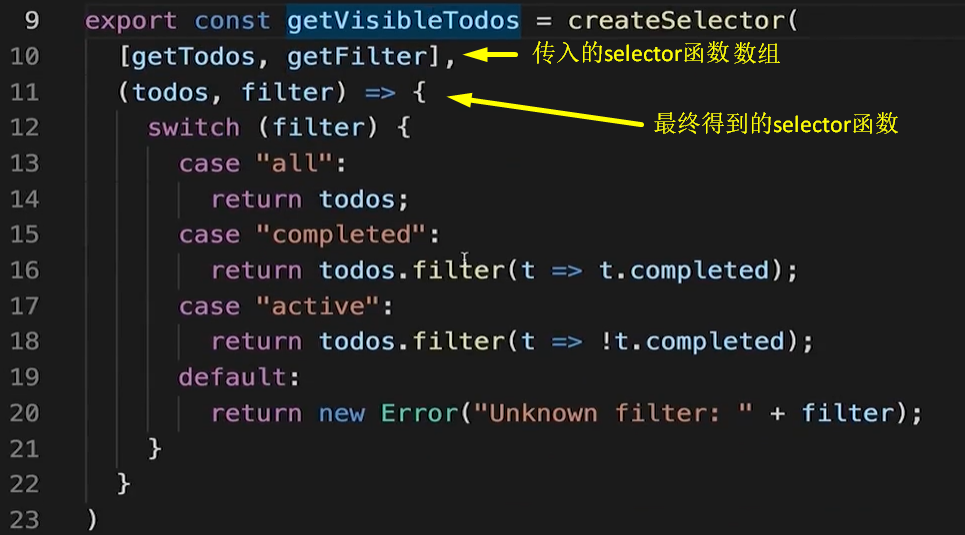 9 export const getVisibleTodos = createSelector(
10 [getTodos, getFilter], 传入的selector函数数组
11 (todos, filter) => {
12 switch (filter) { 最终得到的selector函数
13 case "all":
14 return todos;
15 case "completed":
16 return todos.filter(t => t.completed);
17 case "active":
18 return todos.filter(t => !t.completed);
19 default:
20 return new Error("Unknown filter: " + filter);
21 }
22 }
23 )